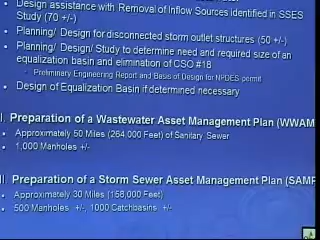 Design assistance with Removal of Inflow Sources identified in SSES
Study (70 +/-)
Planning/ Design for disconnected storm outlet structures (50 +/-)
Planning/ Design/ Study to determine need and required size of an
equalization basin and elimination of CSO #18
Preliminary Engineering Report and Basis of Design for NPDES permit
Design of Equalization Basin if determined necessary
I. Preparation of a Wastewater Asset Management Plan (WWAM
Approximately 50 Miles (264,000 Feet) of Sanitary Sewer
1,000 Manholes +/-
II. Preparation of a Storm Sewer Asset Management Plan (SAMP
Approximately 30 Miles (158,000 Feet)
500 Manholes +/-, 1000 Catchbasins +/-